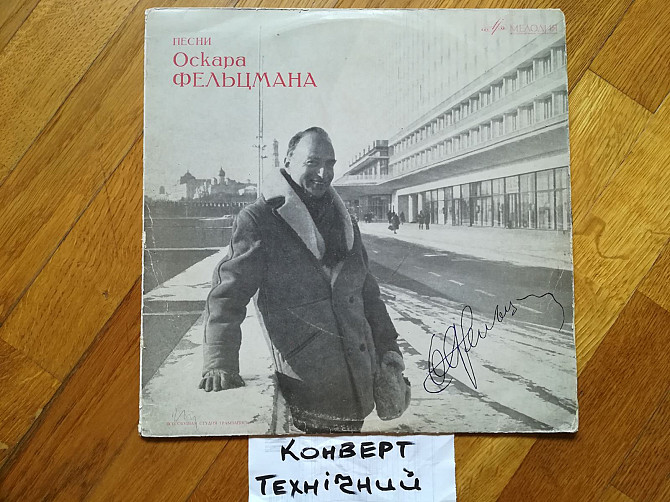 ПЕСНИ
Оскара
ФЕЛЬЦМАНА
МЕЛОДИЯ
КОНВЕРТ
ТЕХНІЧНИЙ